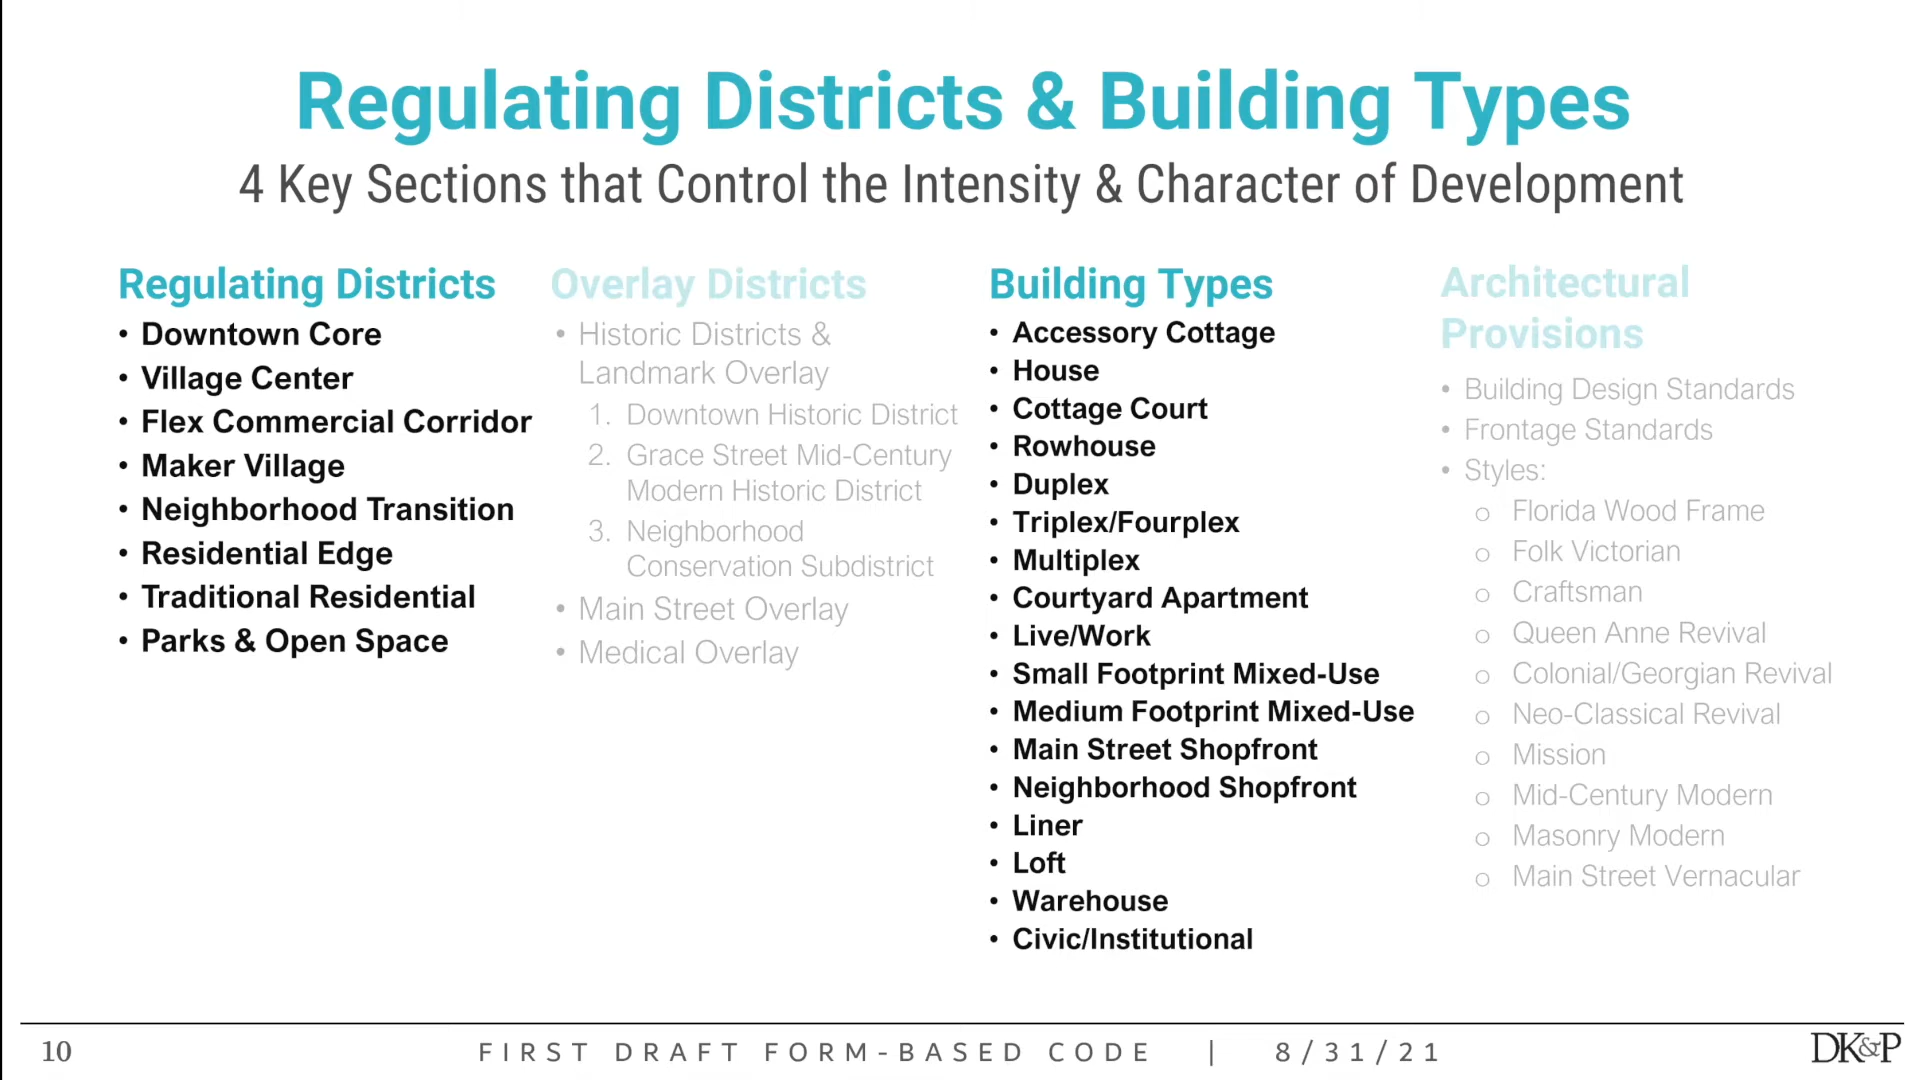 Regulating Districts & Building Types
4 Key Sections that Control the Intensity & Character of Development
Regulating Districts
• Downtown Core
• Village Center
• Flex Commercial Corridor
• Maker Village
• Neighborhood Transition
• Residential Edge
• Traditional Residential
• Parks & Open Space
Overlay Districts
• Historic Districts &
Landmark Overlay
1. Downtown Historic District
2. Grace Street Mid-Century
Modern Historic District
3. Neighborhood
Conservation Subdistrict
• Main Street Overlay
• Medical Overlay
Building Types
• Accessory Cottage
• House
• Cottage Court
• Rowhouse
• Duplex
• Triplex/Fourplex
• Multiplex
• Courtyard Apartment
• Live/Work
• Small Footprint Mixed-Use
• Medium Footprint Mixed-Use
• Main Street Shopfront
• Neighborhood Shopfront
• Liner
• Loft
• Warehouse
• Civic/Institutional
Architectural
Provisions
• Building Design Standards
• Frontage Standards
• Styles:
o Florida Wood Frame
o Folk Victorian
o Craftsman
o Queen Anne Revival
o Colonial/Georgian Revival
o Neo-Classical Revival
o Mission
o Mid-Century Modern
o Masonry Modern
o Main Street Vernacular
10
FIRST DRAFT FORM-BASED CODE | 8/31/21
DK&P